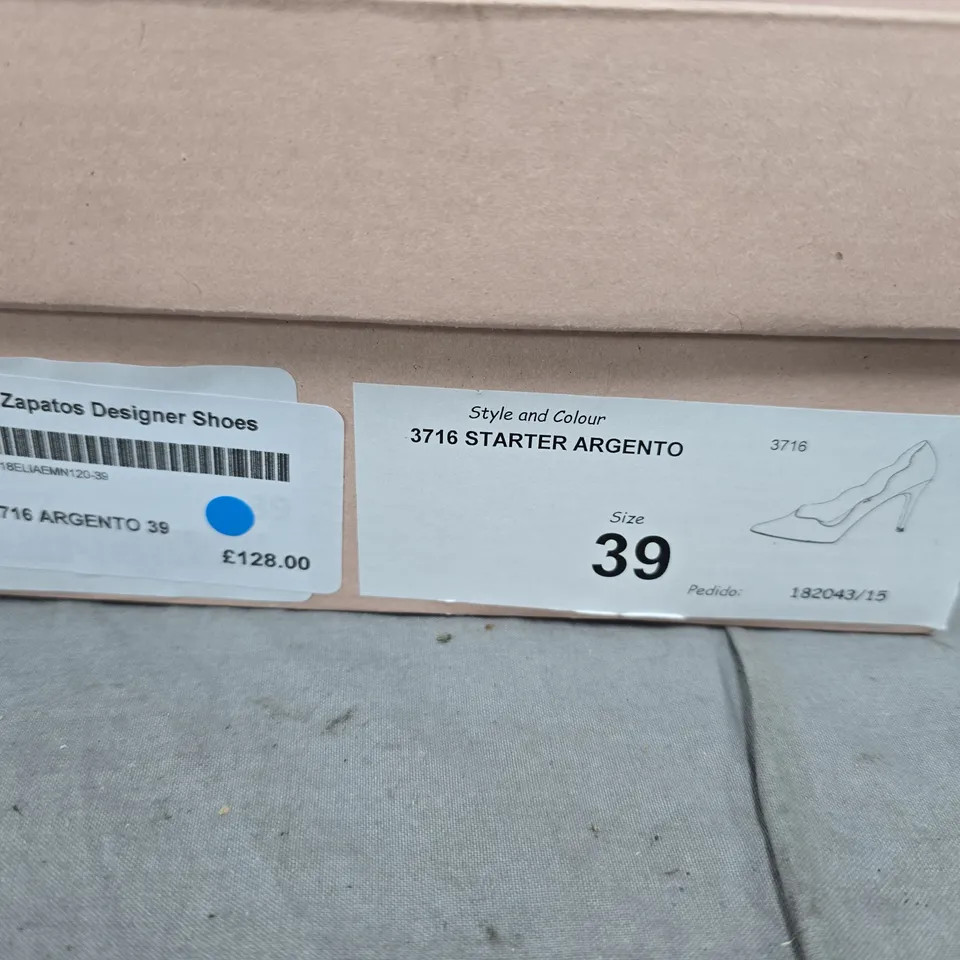 Zapatos Designer Shoes
18ELIAEMN120-39
716 ARGENTO 39
£128.00
Style and Colour
3716 STARTER ARGENTO
3716
Size
39
Pedido:
182043/15